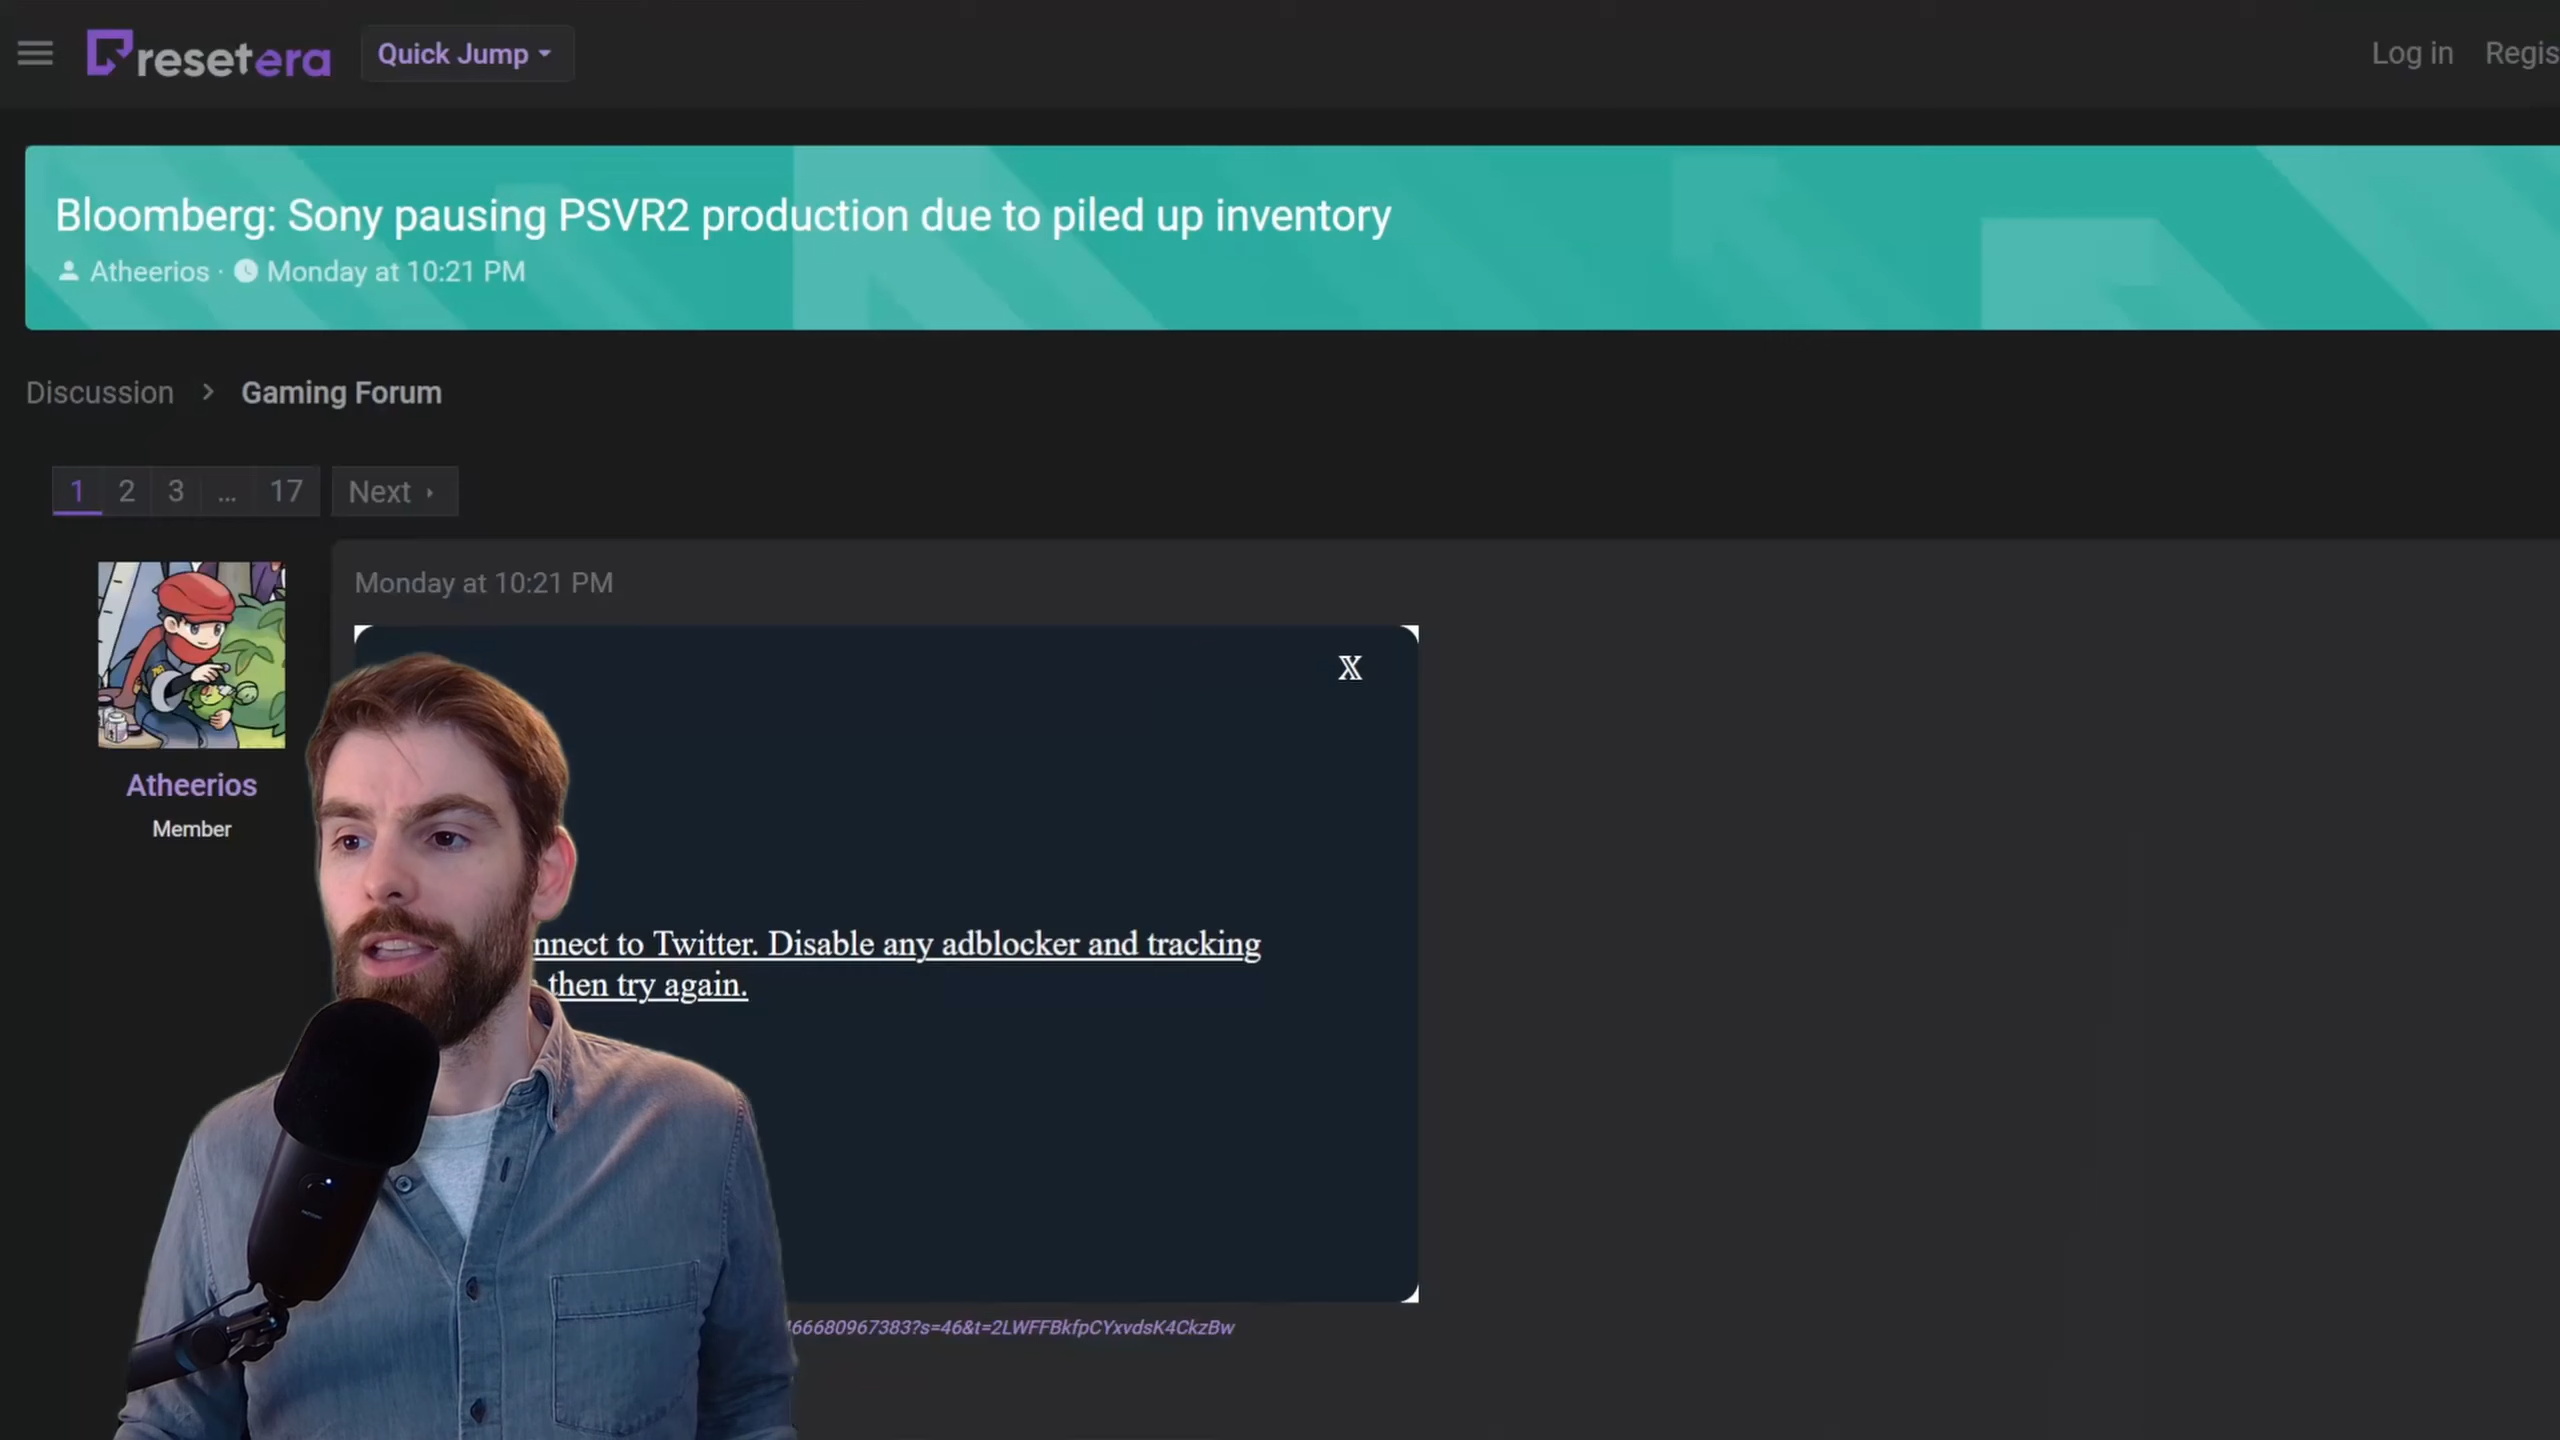 resetera
Quick Jump
Log in
Regis
Bloomberg: Sony pausing PSVR2 production due to piled up inventory
Atheerios · Monday at 10:21 PM
Discussion > Gaming Forum
1 2 3 ... 17 Next
Monday at 10:21 PM
X
Atheerios
Member
nnect to Twitter. Disable any adblocker and tracking
then try again.
466680967383?s=46&t=2LWFFBkfpCYxvdsK4CkzBw